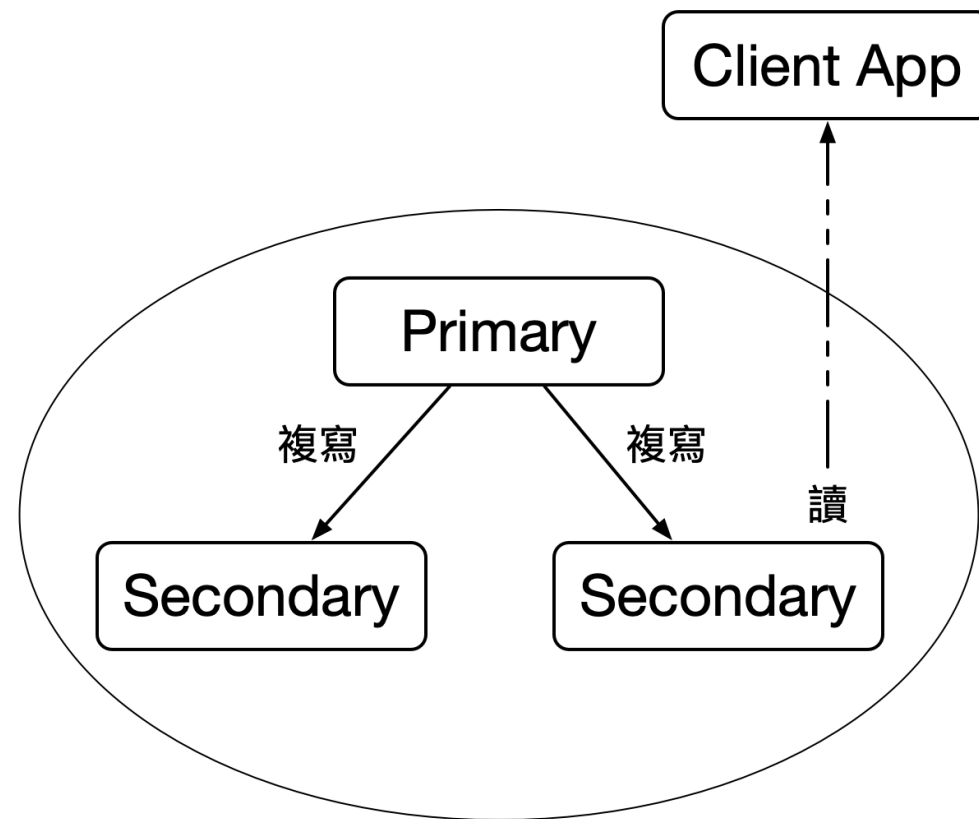 Client App
Primary
複寫
複寫
讀
Secondary
Secondary